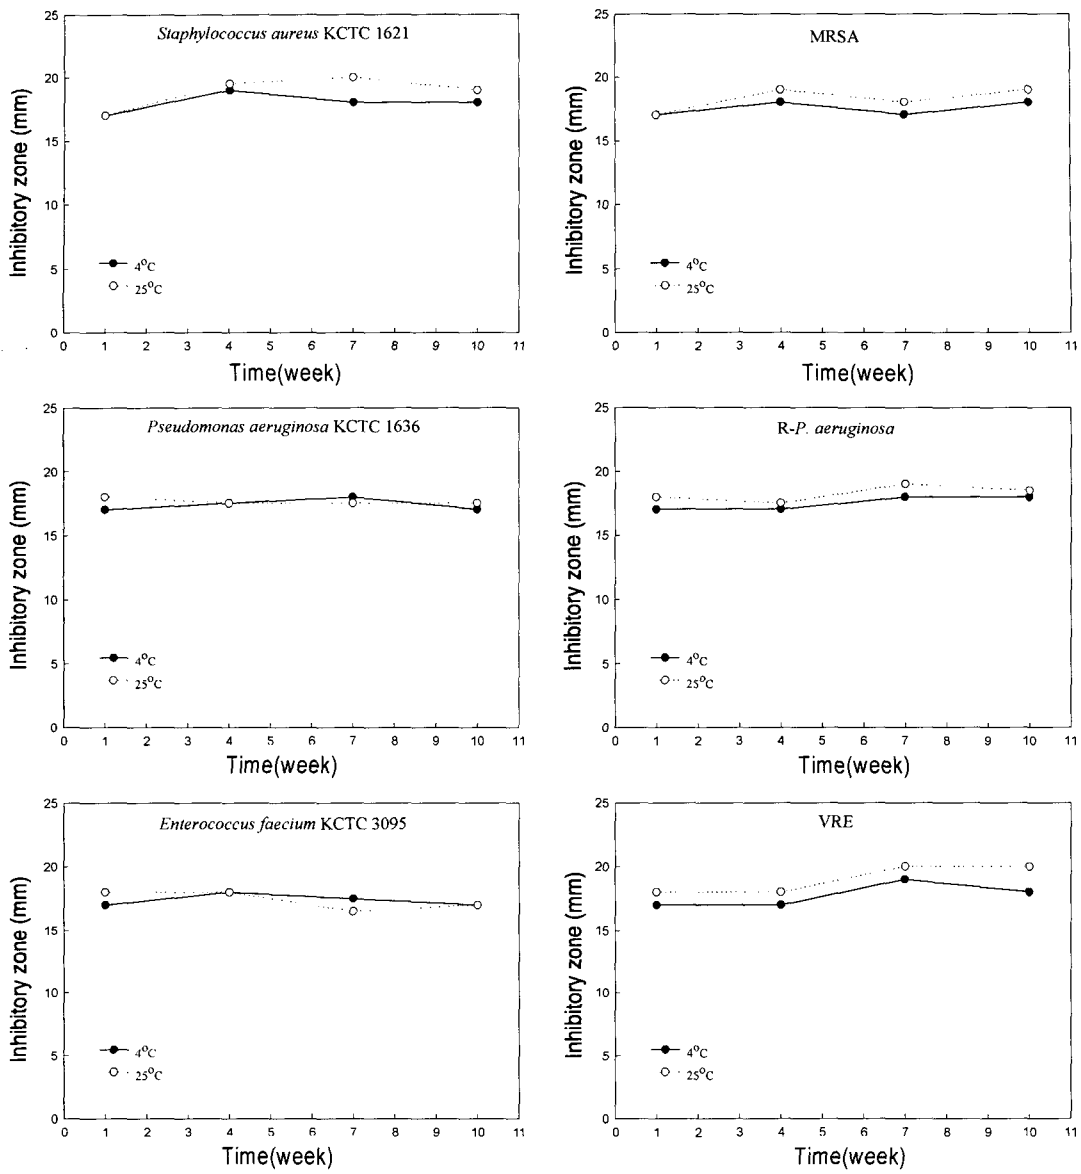 Staphylococcus aureus KCTC 1621
25
20
15
10
5
0
Inhibitory zone (mm)
4°C
25°C
0 1 2 3 4 5 6 7 8 9 10 11
Time(week)
MRSA
25
20
15
10
5
0
Inhibitory zone (mm)
4°C
25°C
0 1 2 3 4 5 6 7 8 9 10 11
Time(week)
Pseudomonas aeruginosa KCTC 1636
25
20
15
10
5
0
Inhibitory zone (mm)
4°C
25°C
0 1 2 3 4 5 6 7 8 9 10 11
Time(week)
R-P. aeruginosa
25
20
15
10
5
0
Inhibitory zone (mm)
4°C
25°C
0 1 2 3 4 5 6 7 8 9 10 11
Time(week)
Enterococcus faecium KCTC 3095
25
20
15
10
5
0
Inhibitory zone (mm)
4°C
25°C
0 1 2 3 4 5 6 7 8 9 10 11
Time(week)
VRE
25
20
15
10
5
0
Inhibitory zone (mm)
4°C
25°C
0 1 2 3 4 5 6 7 8 9 10 11
Time(week)